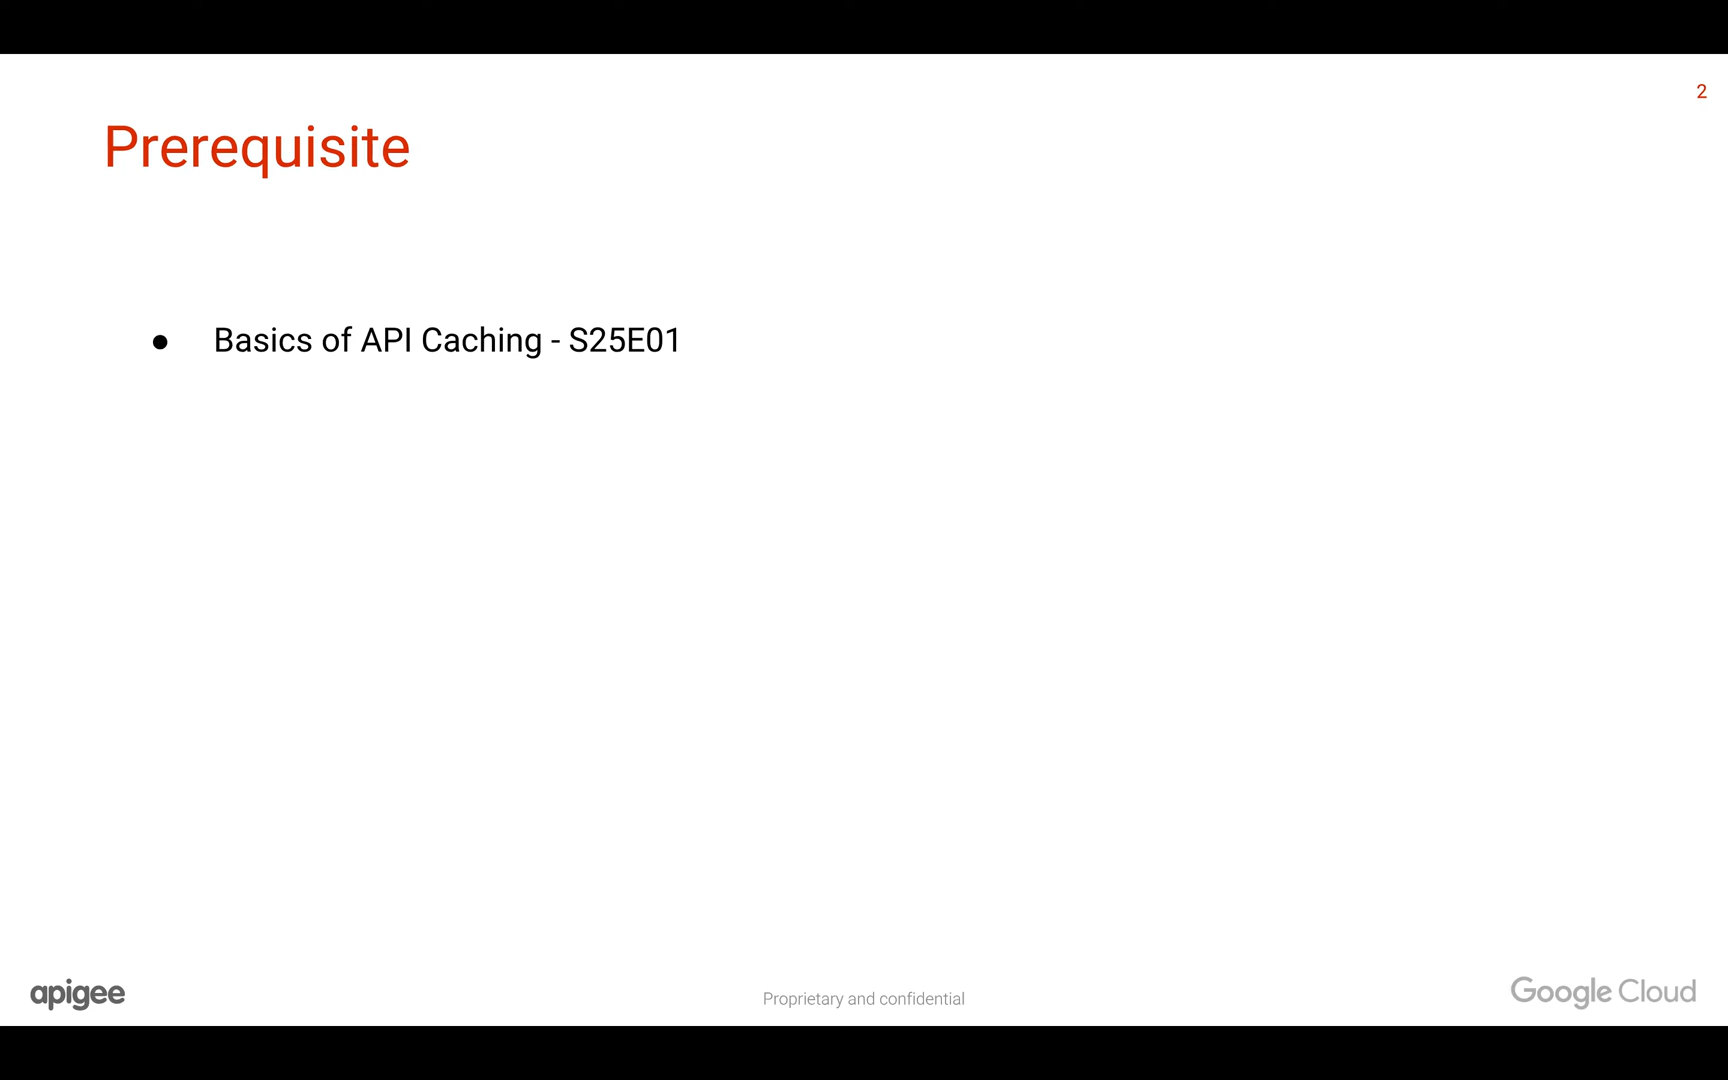 2
Prerequisite
● Basics of API Caching - S25E01
apigee
Proprietary and confidential
Google Cloud